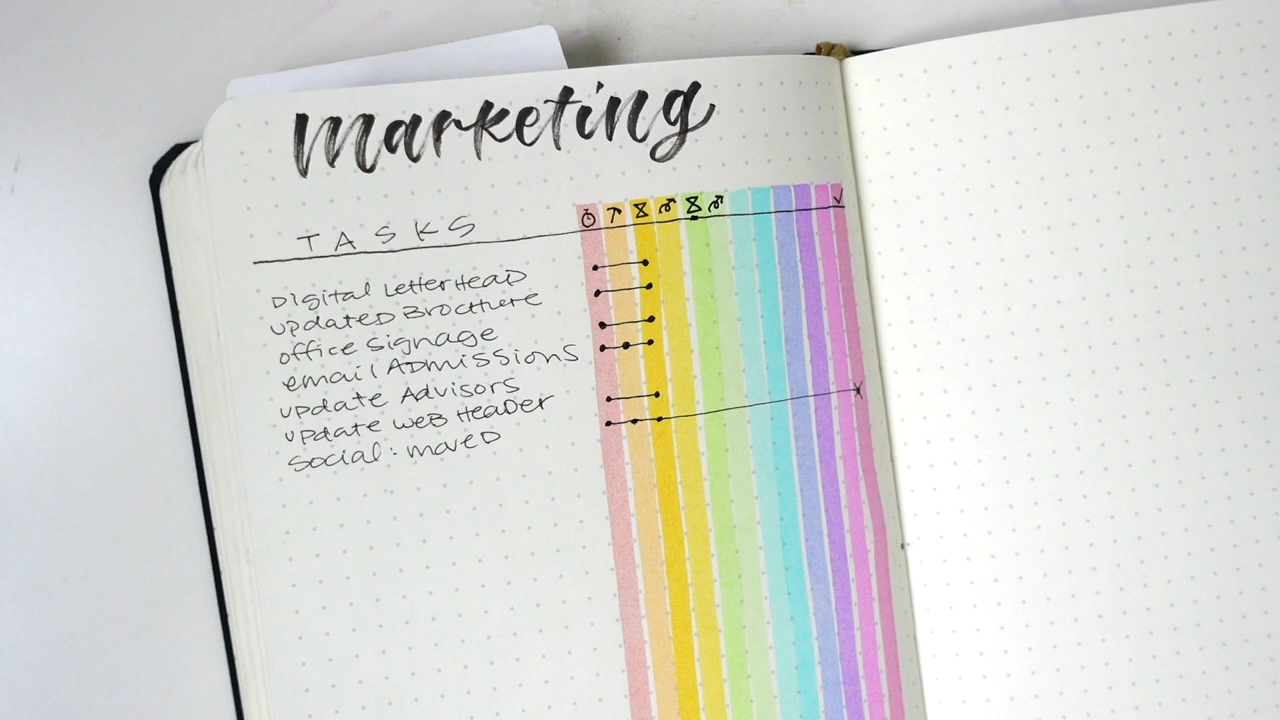 marketing
TASKS
Digital LetterHeaD
upDateD Brochure
office Signage
email ADmissions
upDate Advisors
upDate weB HeaDer
Social: moveD